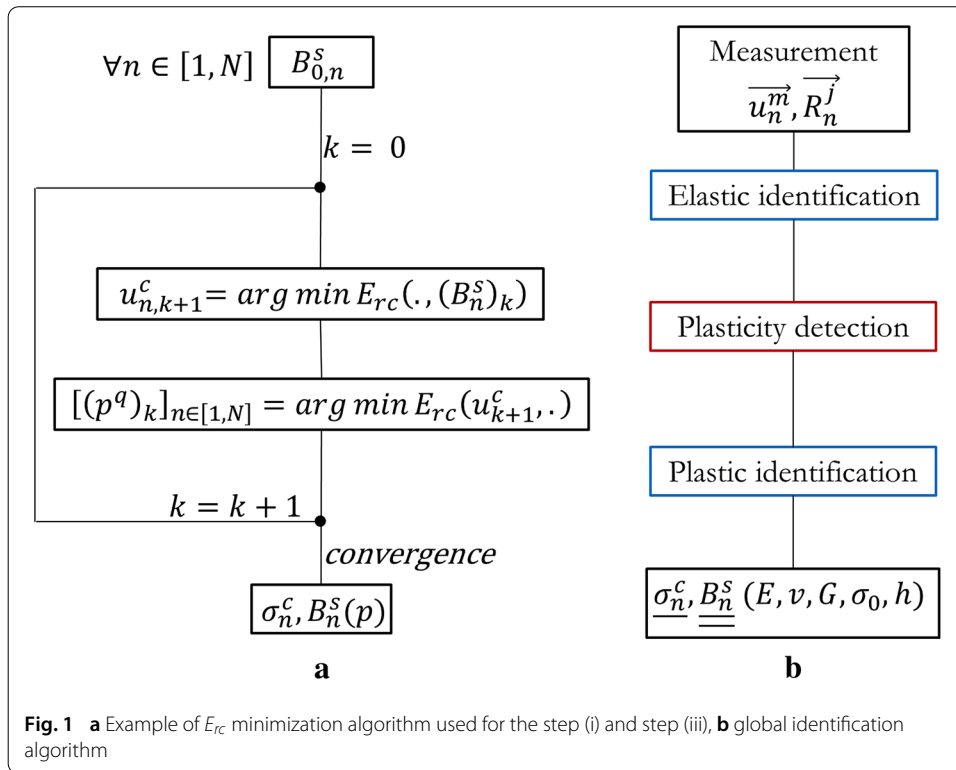 ∀n ∈ [1, N] B^s_{0,n}
k = 0
u^c_{n,k+1} = arg min E_{rc}(., (B^s_n)_k)
[(p^q)_k]_{n∈[1,N]} = arg min E_{rc}(u^c_{k+1}, .)
k = k + 1
convergence
σ^c_n, B^s_n(p)
a
Measurement
\overrightarrow{u^m_n}, \overrightarrow{R^j_n}
Elastic identification
Plasticity detection
Plastic identification
σ^c_n, B^s_n (E, ν, G, σ_0, h)
b
Fig. 1 a Example of E_{rc} minimization algorithm used for the step (i) and step (iii), b global identification
algorithm